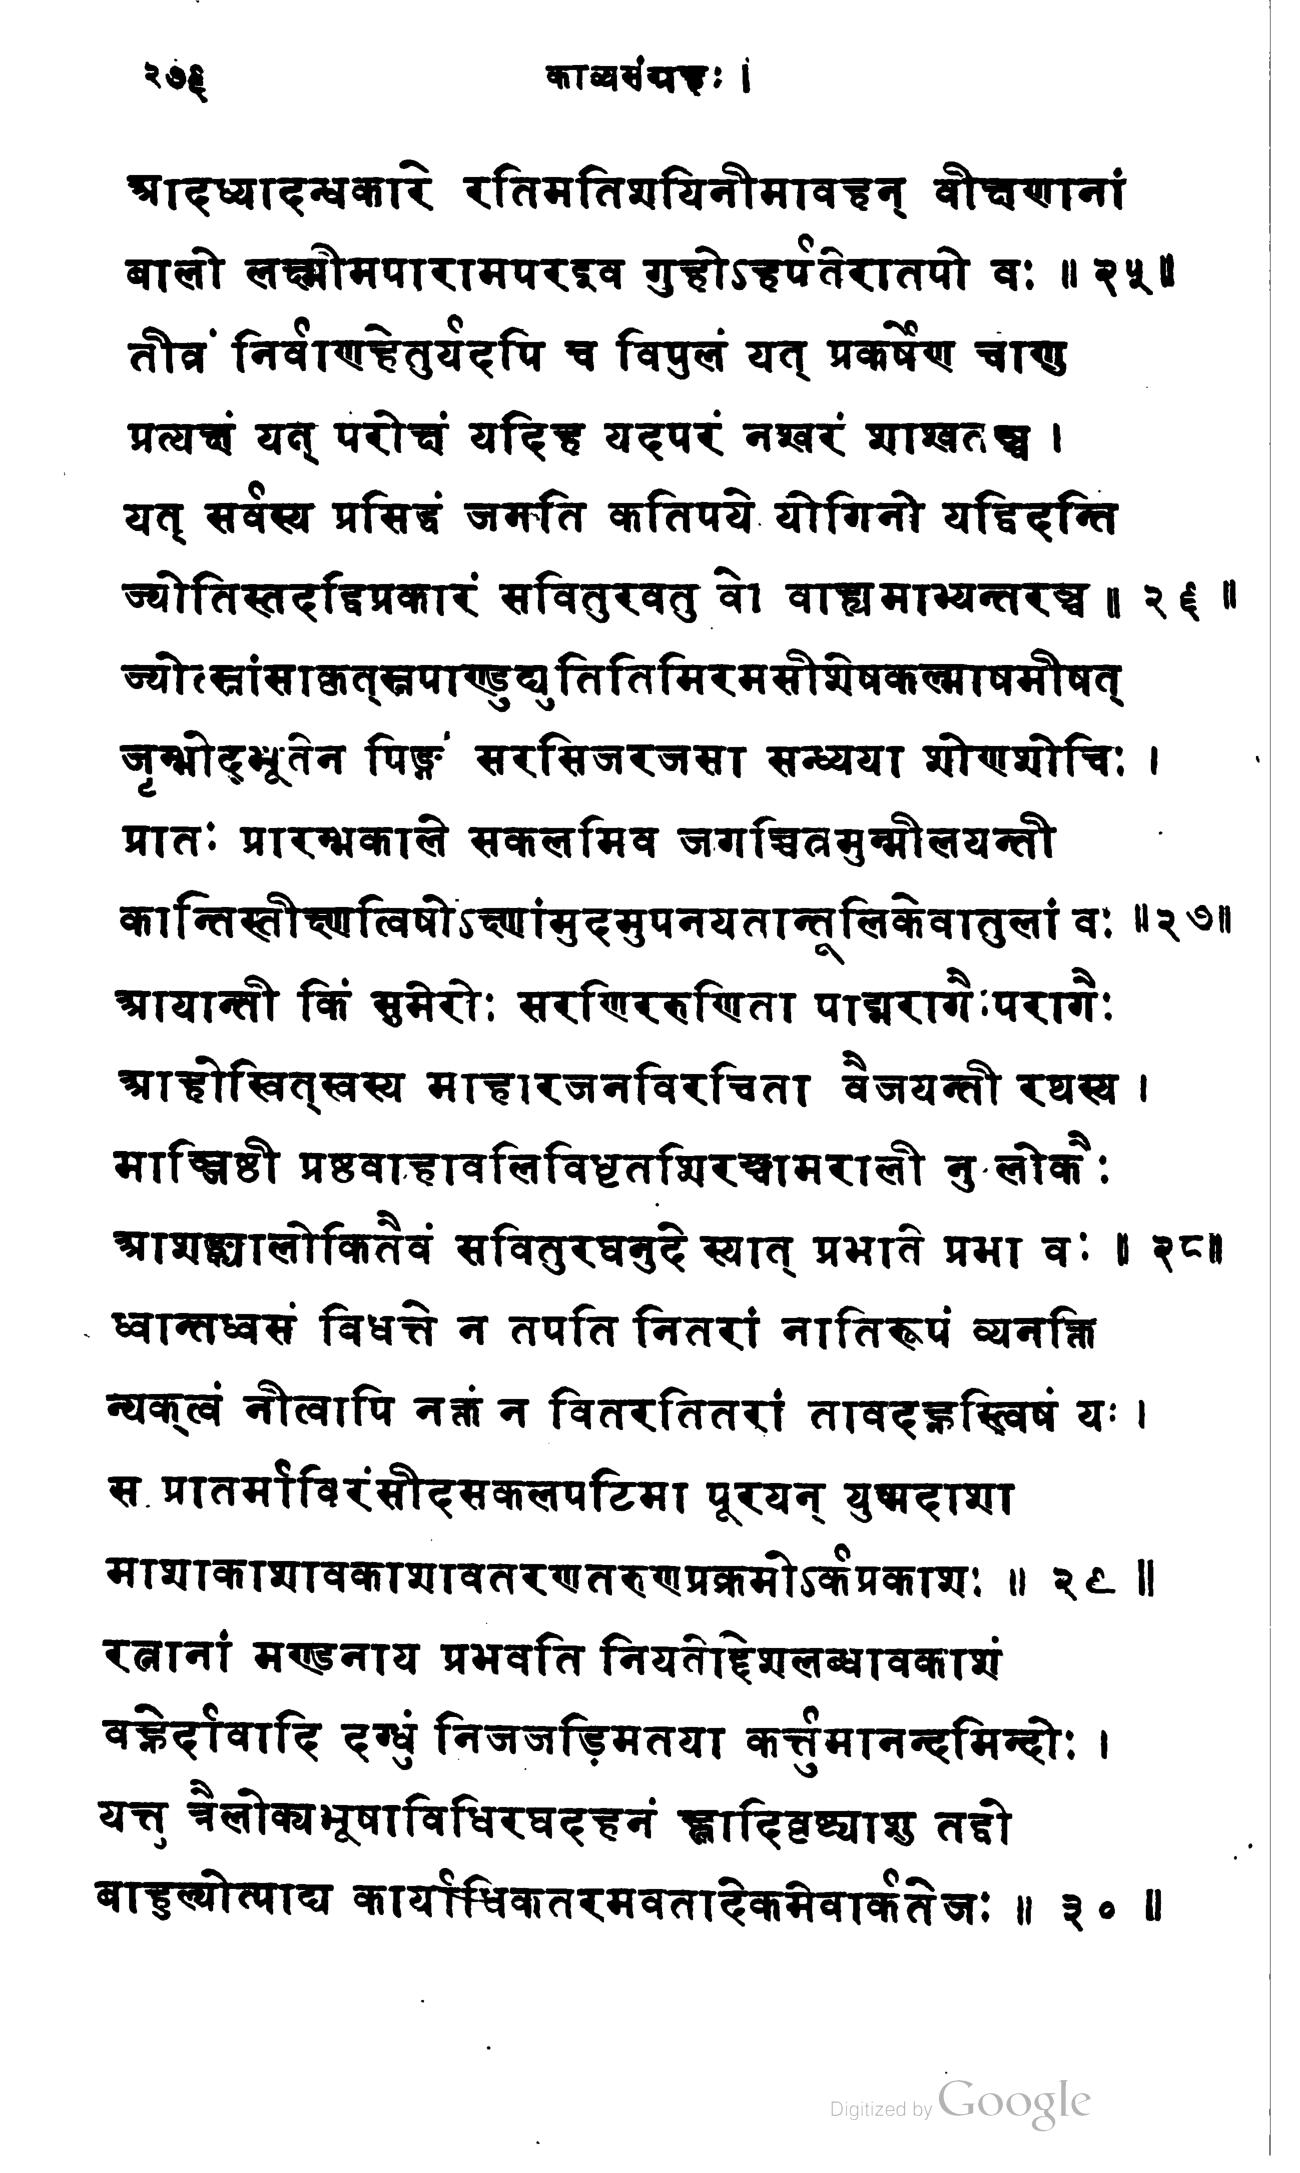 २७६ काव्यसंग्रहः ।
आदध्यादन्धकारे रतिमतिशयिनीमावहन् वीक्षणानां
बालो लक्ष्मीमपारामपरइव गुहोऽहर्पतेरातपो वः ॥ २५ ॥
तीव्रं निर्वाणहेतुर्यदपि च विपुलं यत् प्रकर्षेण चाणु
प्रत्यक्षं यत् परोक्षं यदिह यदपरं नश्वरं शाश्वतञ्च ।
यत् सर्वस्य प्रसिद्धं जगति कतिपये योगिनो यद्विदन्ति
ज्योतिस्तदद्विप्रकारं सवितुरवतु वो वाह्यमाभ्यन्तरञ्च ॥ २६ ॥
ज्योत्स्नांसाकृत्स्नपाण्डुद्युतितिमिरमसीशेषकल्माषमीषत्
जृम्भोद्भूतेन पिङ्गं सरसिजरजसा सन्ध्यया शोणशोचिः ।
प्रातः प्रारम्भकाले सकलमिव जगच्चित्रमुन्मीलयन्ती
कान्तिस्तीक्ष्णत्विषोऽक्ष्णांमुदमुपनयतान्तूलिकेवातुलां वः ॥२७॥
आयान्ती किं सुमेरोः सरणिररुणिता पाद्मरागैःपरागैः
आहोस्वित्स्वस्य माहारजनविरचिता वैजयन्ती रथस्य ।
माञ्जिष्ठी प्रष्ठवाहावलिविधृतशिरश्चामराली नु लोकैः
आशङ्क्यालोकितैवं सवितुरघनुदे स्यात् प्रभाते प्रभा वः ॥ २८॥
ध्वान्तध्वसं विधत्ते न तपति नितरां नातिरूपं व्यनक्ति
न्यक्त्वं नीत्वापि नक्तं न वितरतितरां तावदह्नस्त्विषं यः ।
स प्रातर्माविरंसीदसकलपटिमा पूरयन् युष्मदाशा
माशाकाशावकाशावतरणतरुणप्रक्रमोऽर्कप्रकाशः ॥ २९ ॥
रत्नानां मण्डनाय प्रभवति नियतोद्देशलब्धावकाशं
वह्नेर्दावादि दग्धुं निजजड़िमतया कर्त्तुमानन्दमिन्दोः ।
यत्तु त्रैलोक्यभूषाविधिरघदहनं ह्लादिवृष्ट्याशु तद्वो
बाहुल्योत्पाद्य कार्याधिकतरमवतादेकमेवार्कतेजः ॥ ३० ॥
Digitized by Google